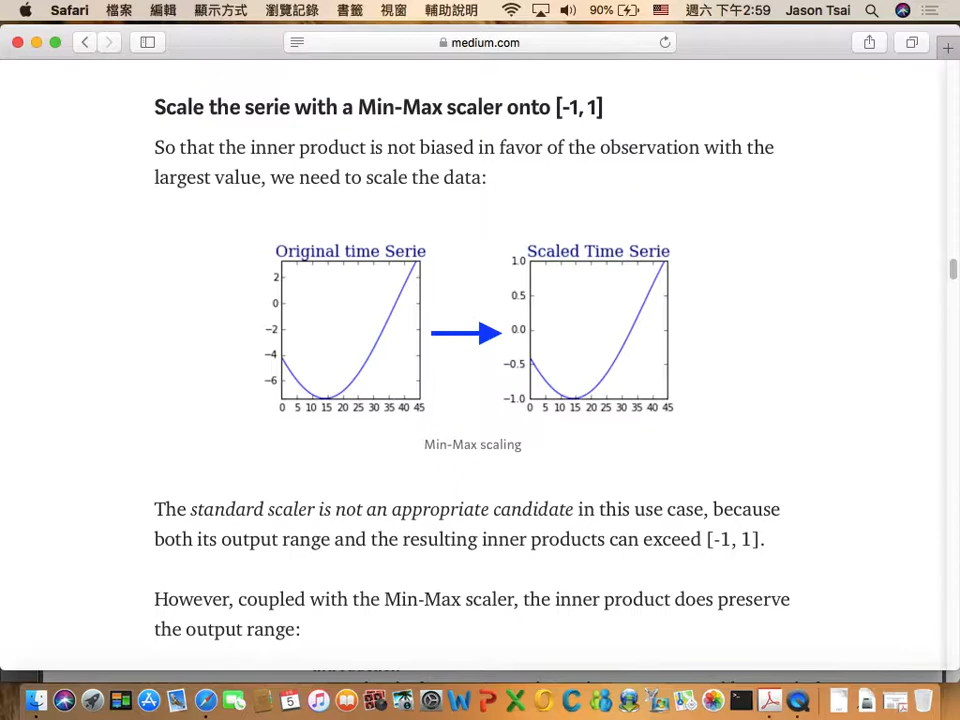 Safari 檔案 編輯 顯示方式 瀏覽記錄 書籤 視窗 輔助說明 90% 週六 下午2:59 Jason Tsai
medium.com
Scale the serie with a Min-Max scaler onto [-1, 1]
So that the inner product is not biased in favor of the observation with the
largest value, we need to scale the data:
Original time Serie
2
0
−2
−4
−6
0 5 10 15 20 25 30 35 40 45
Scaled Time Serie
1.0
0.5
0.0
−0.5
−1.0
0 5 10 15 20 25 30 35 40 45
Min-Max scaling
The standard scaler is not an appropriate candidate in this use case, because
both its output range and the resulting inner products can exceed [-1, 1].
However, coupled with the Min-Max scaler, the inner product does preserve
the output range:
5